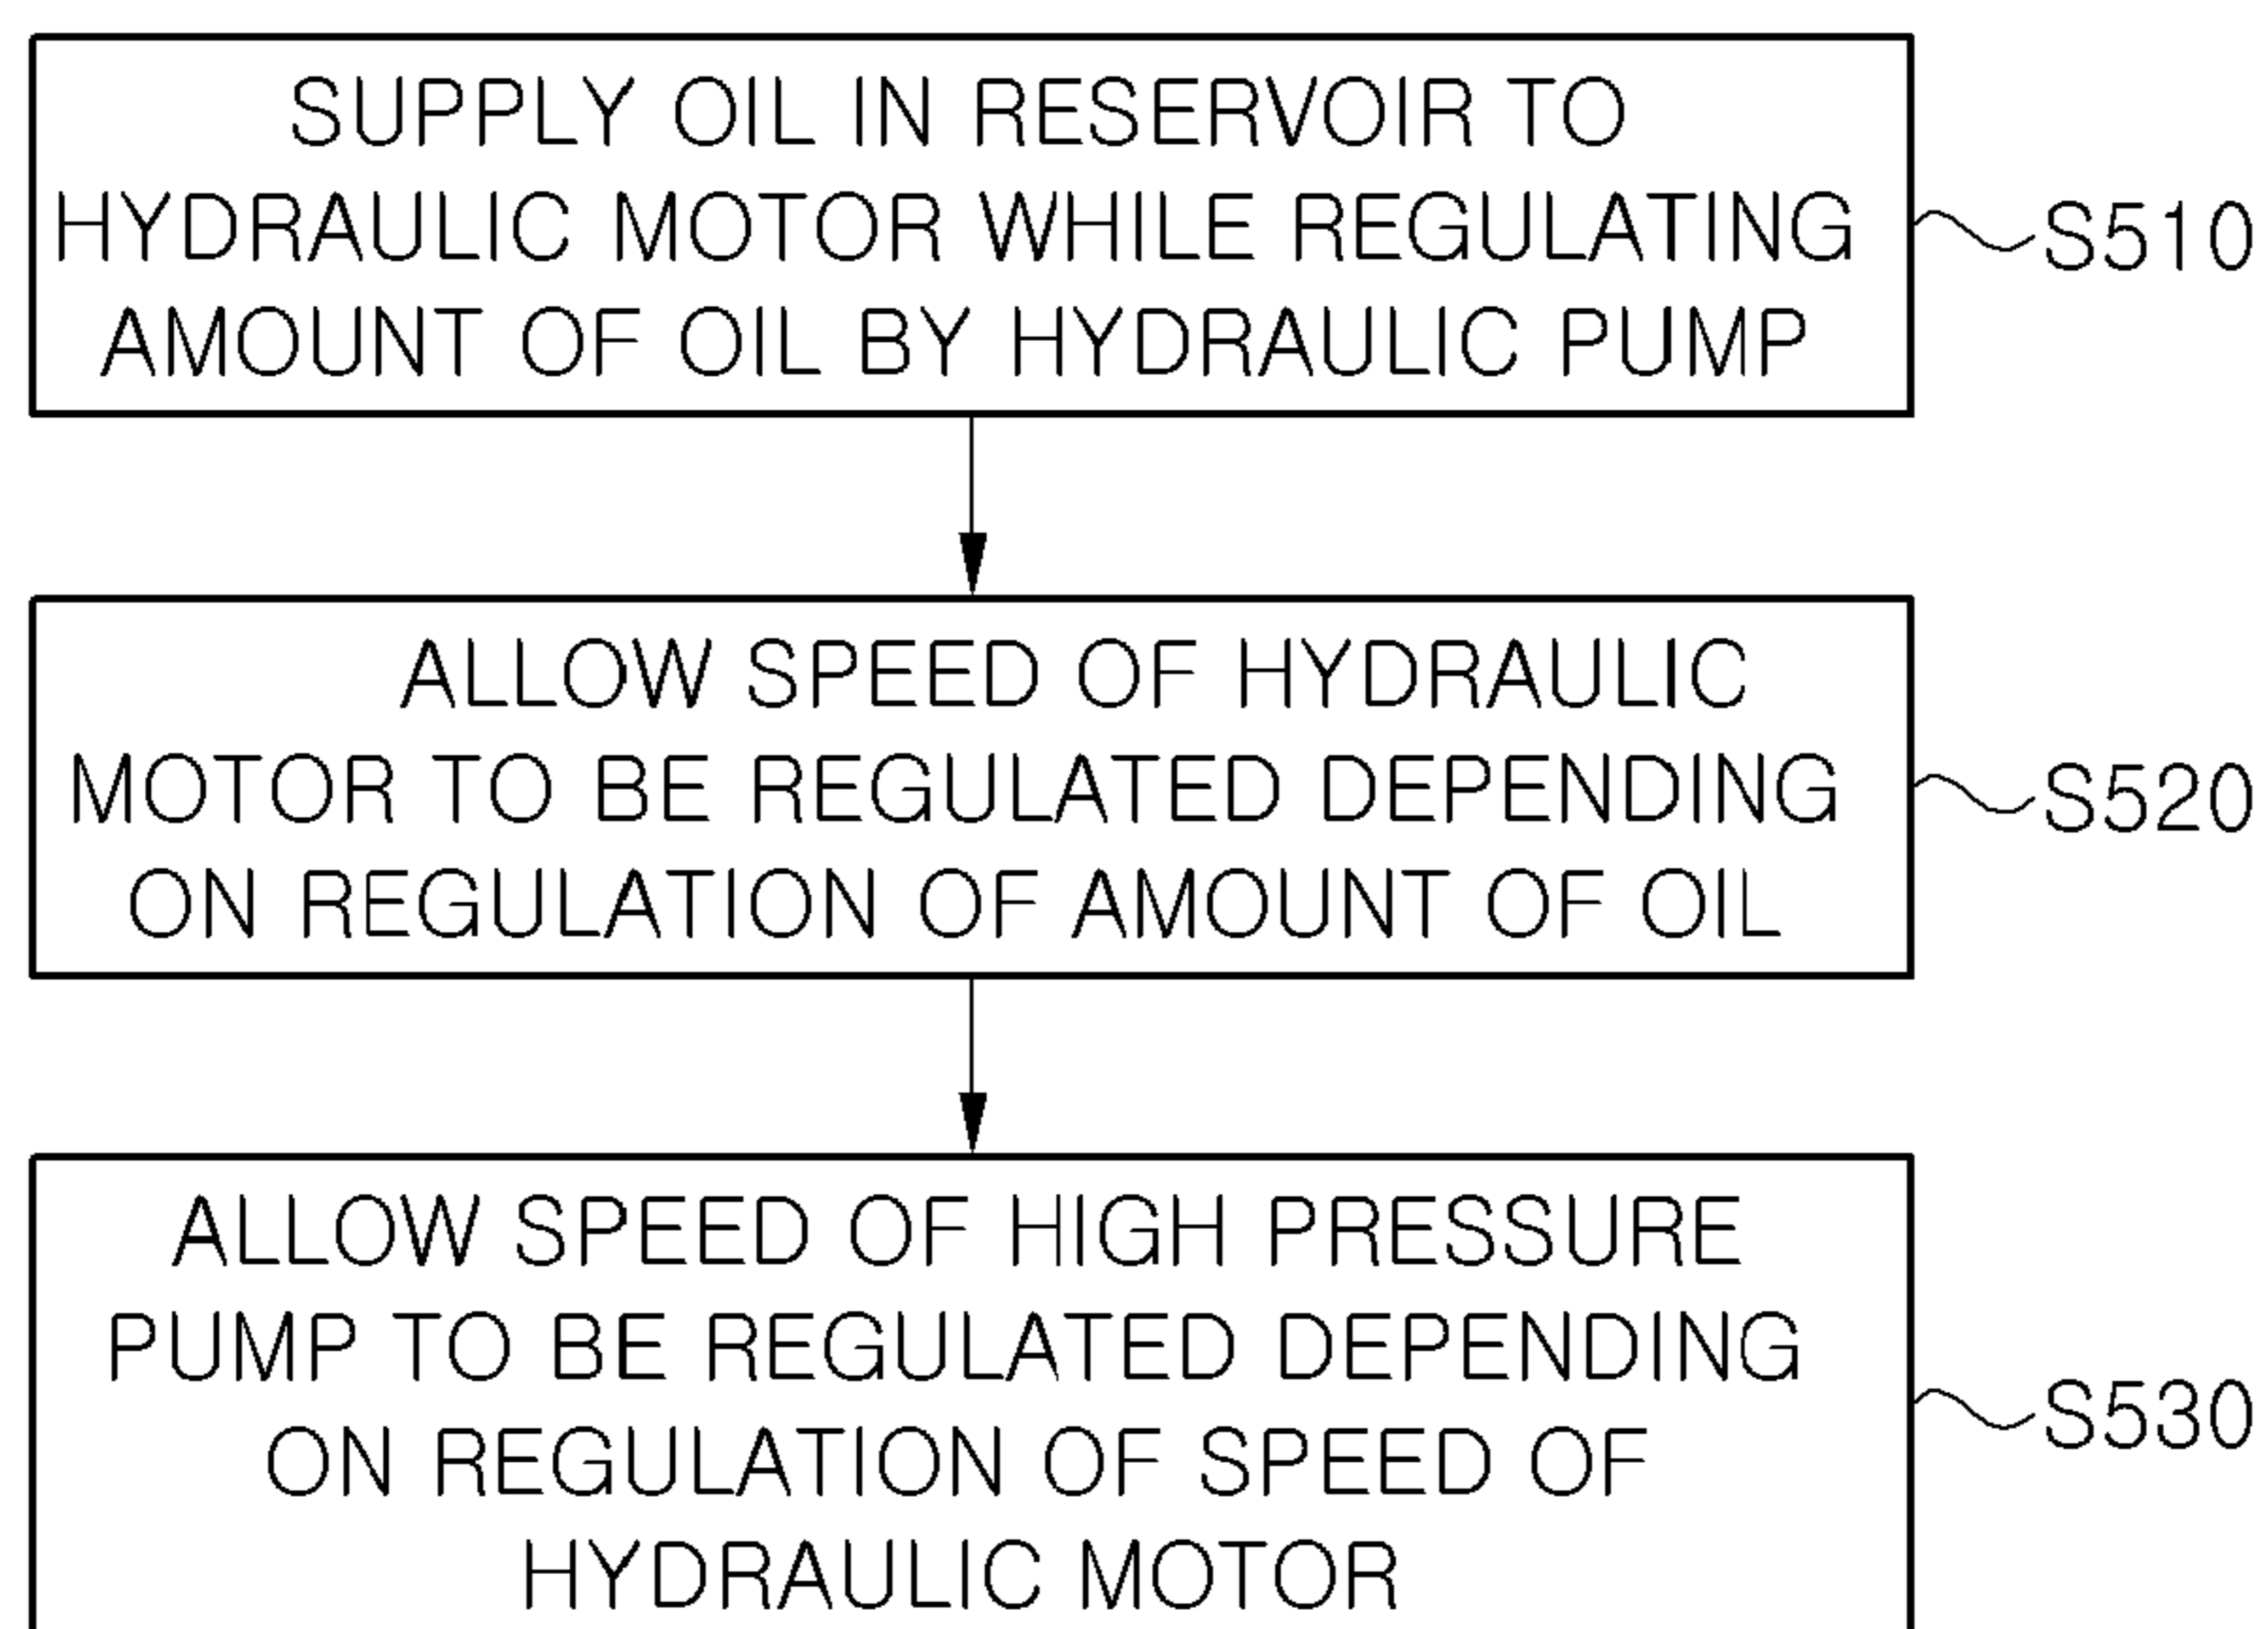 SUPPLY OIL IN RESERVOIR TO
HYDRAULIC MOTOR WHILE REGULATING
AMOUNT OF OIL BY HYDRAULIC PUMP
S510
ALLOW SPEED OF HYDRAULIC
MOTOR TO BE REGULATED DEPENDING
ON REGULATION OF AMOUNT OF OIL
S520
ALLOW SPEED OF HIGH PRESSURE
PUMP TO BE REGULATED DEPENDING
ON REGULATION OF SPEED OF
HYDRAULIC MOTOR
S530